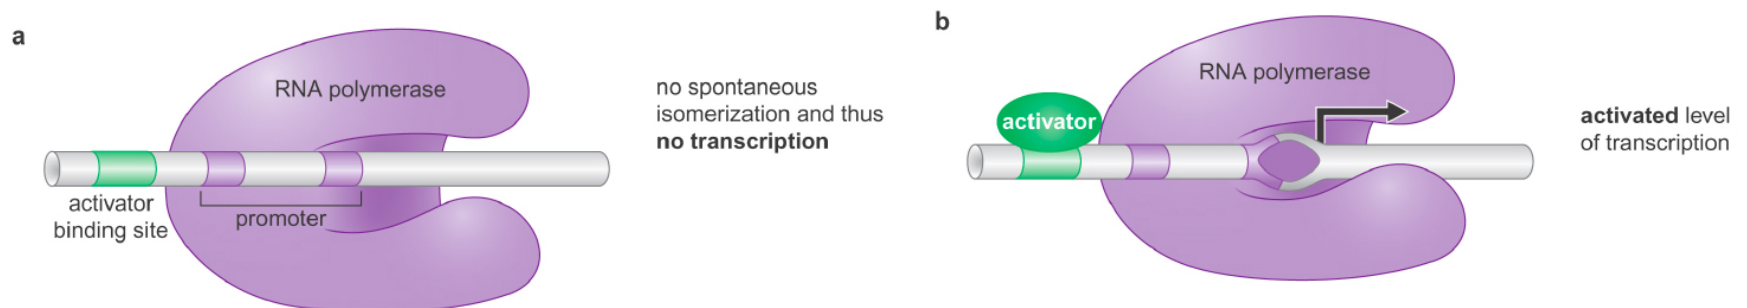 a
RNA polymerase
no spontaneous
isomerization and thus
no transcription
activator
binding site
promoter
b
RNA polymerase
activator
activated level
of transcription